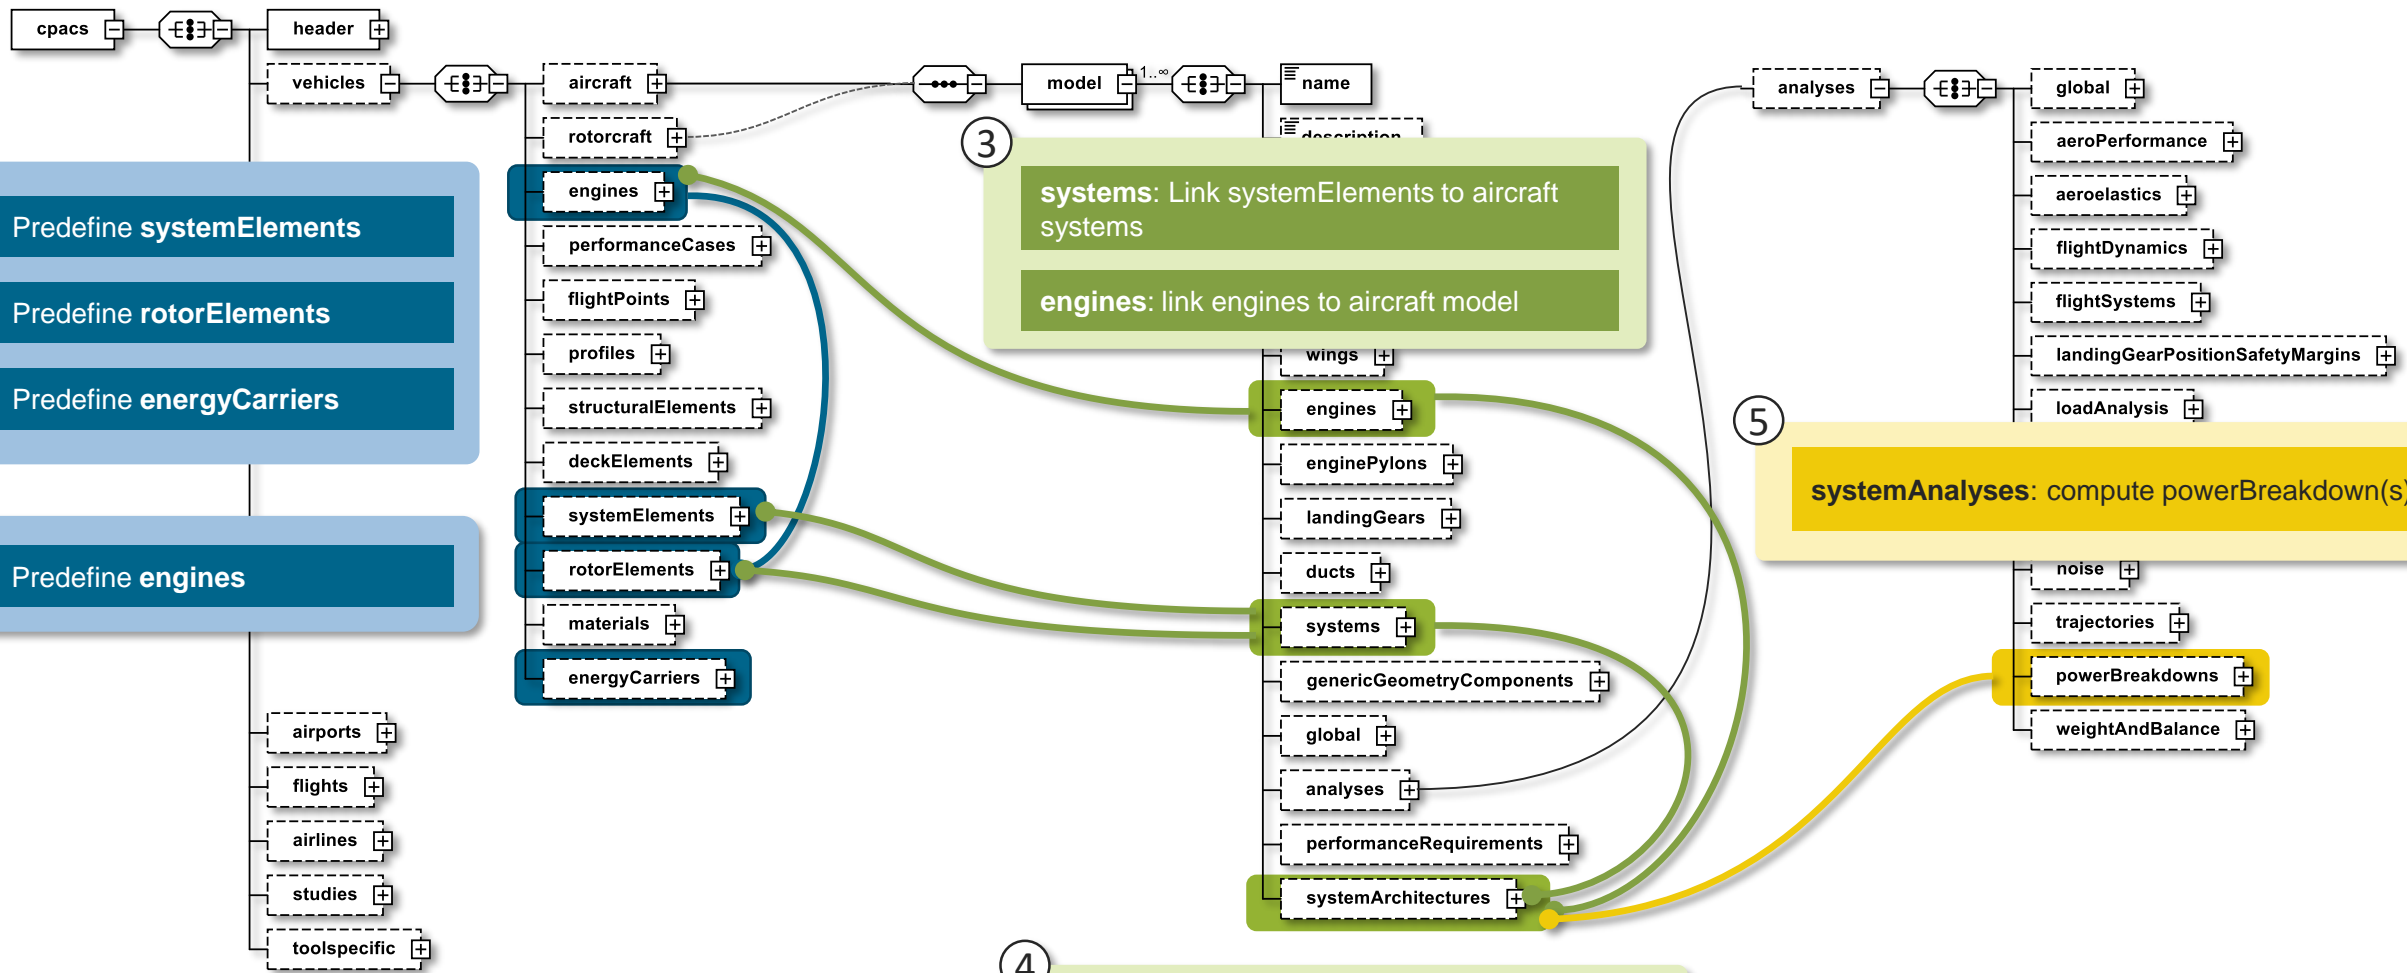 cpacs
header
vehicles
airports
flights
airlines
studies
toolspecific
Predefine systemElements
Predefine rotorElements
Predefine energyCarriers
Predefine engines
aircraft
rotorcraft
engines
performanceCases
flightPoints
profiles
structuralElements
deckElements
systemElements
rotorElements
materials
energyCarriers
model
1..∞
name
description
3
systems: Link systemElements to aircraft
systems
engines: link engines to aircraft model
wings
engines
enginePylons
landingGears
ducts
systems
genericGeometryComponents
global
analyses
performanceRequirements
systemArchitectures
4
analyses
global
aeroPerformance
aeroelastics
flightDynamics
flightSystems
landingGearPositionSafetyMargins
loadAnalysis
5
systemAnalyses: compute powerBreakdown(s)
noise
trajectories
powerBreakdowns
weightAndBalance